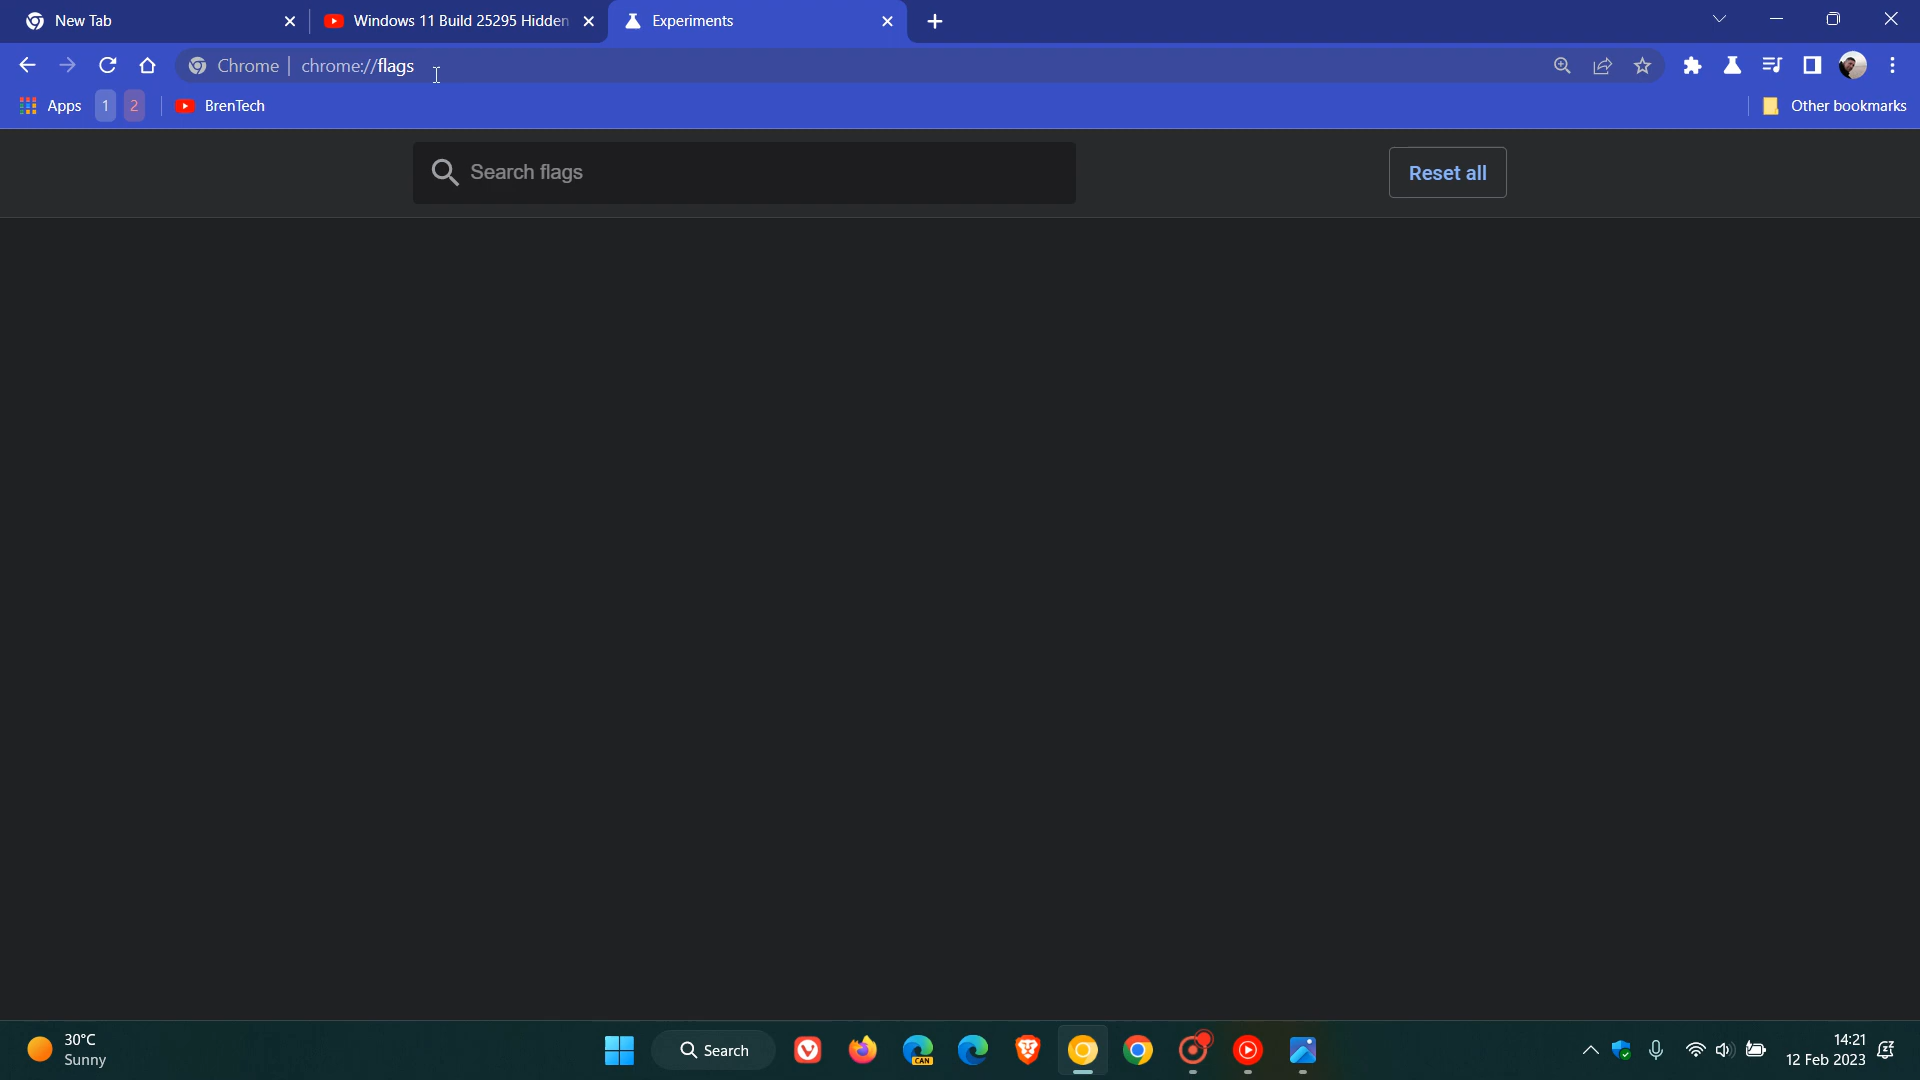 New Tab
Windows 11 Build 25295 Hidden
Experiments
Chrome | chrome://flags
Apps
1
2
BrenTech
Other bookmarks
Search flags
Reset all
30°C
Sunny
Search
CAN
14:21
12 Feb 2023